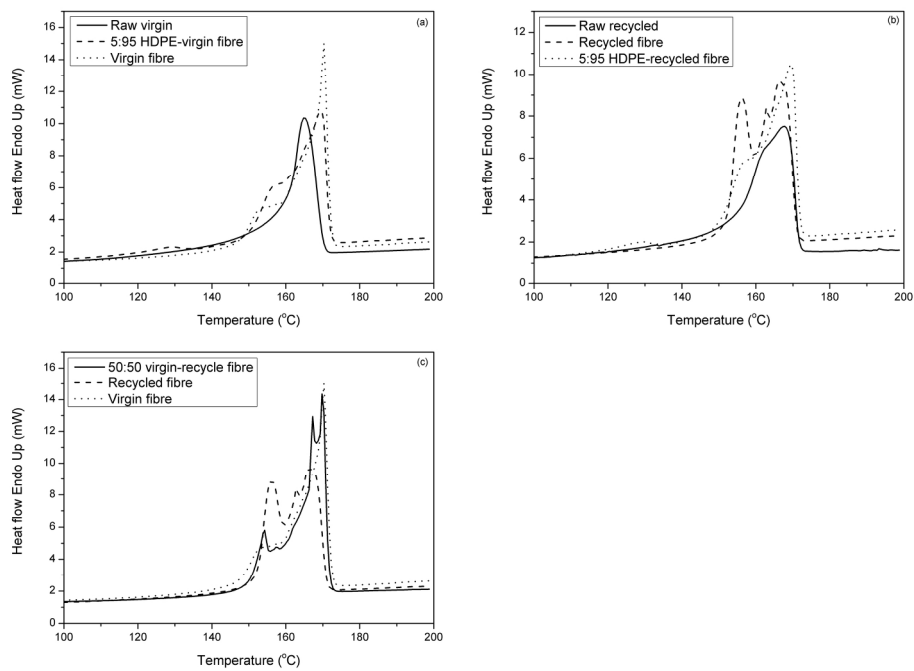 (a)
Raw virgin
5:95 HDPE-virgin fibre
Virgin fibre
Heat flow Endo Up (mW)
16
14
12
10
8
6
4
2
0
100 120 140 160 180 200
Temperature (°C)
(b)
Raw recycled
Recycled fibre
5:95 HDPE-recycled fibre
Heat flow Endo Up (mW)
12
10
8
6
4
2
0
100 120 140 160 180 200
Temperature (°C)
(c)
50:50 virgin-recycle fibre
Recycled fibre
Virgin fibre
Heat flow Endo Up (mW)
16
14
12
10
8
6
4
2
0
100 120 140 160 180 200
Temperature (°C)